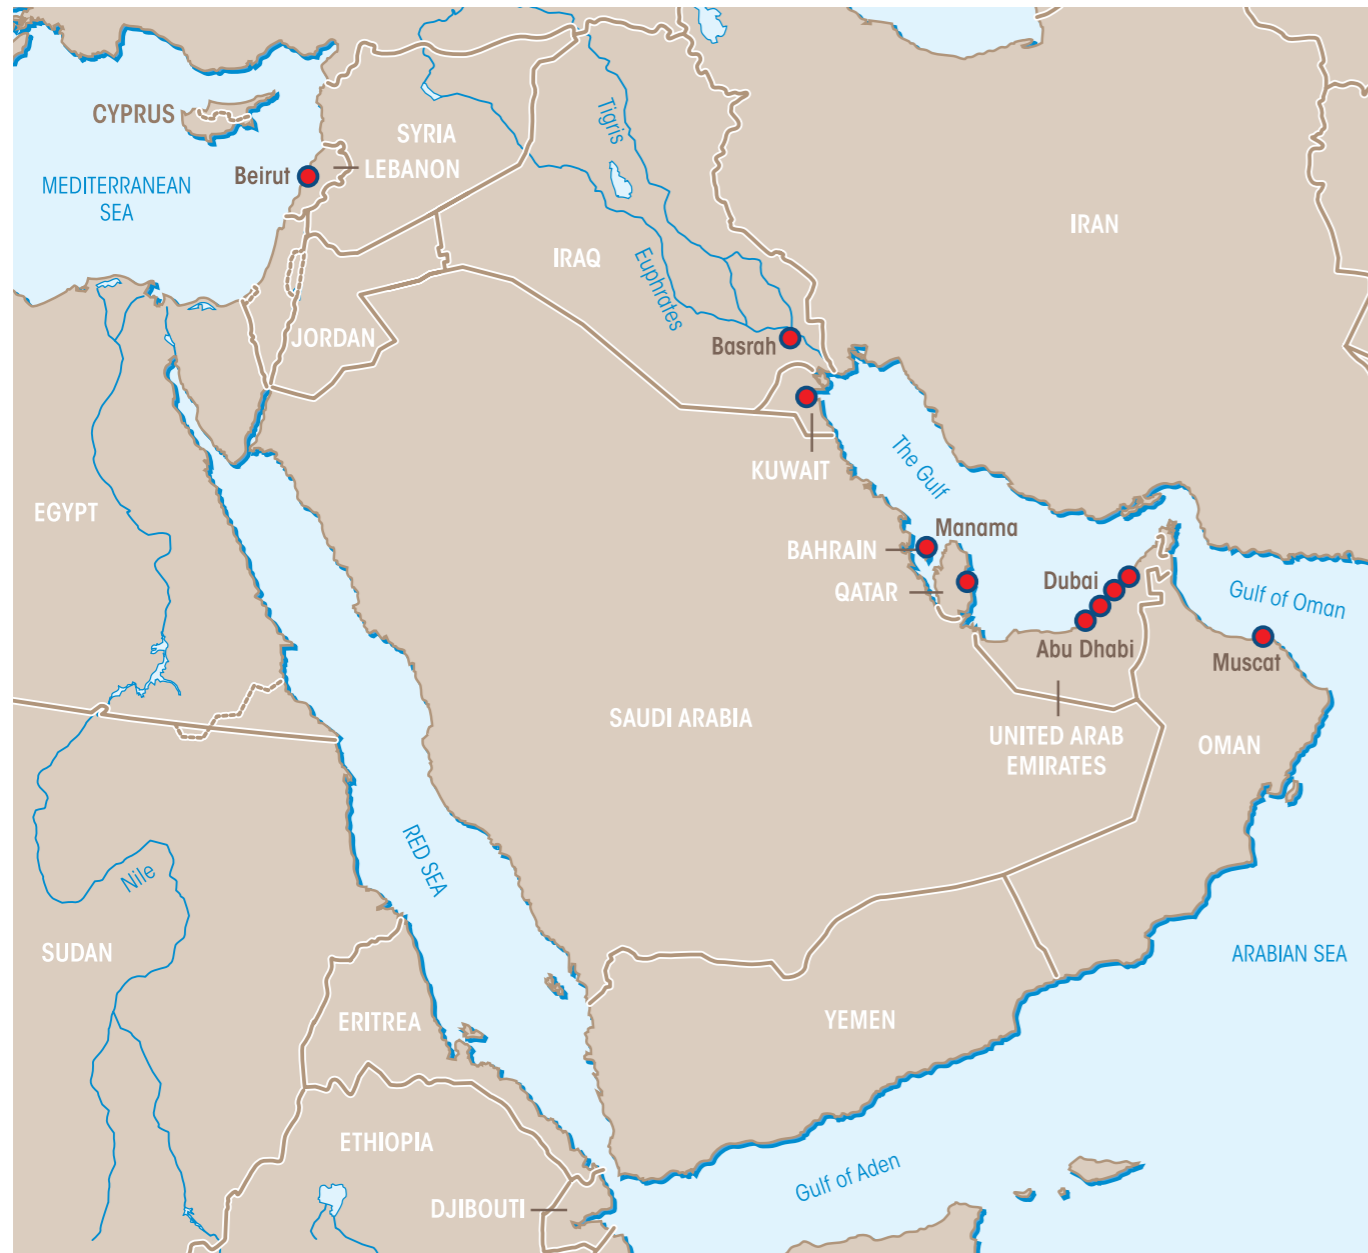 CYPRUS
SYRIA
Beirut
LEBANON
MEDITERRANEAN
SEA
Tigris
IRAN
IRAQ
Euphrates
JORDAN
Basrah
The Gulf
KUWAIT
EGYPT
Manama
BAHRAIN
QATAR
Dubai
Gulf of Oman
Abu Dhabi
Muscat
SAUDI ARABIA
UNITED ARAB
EMIRATES
OMAN
RED SEA
Nile
SUDAN
ARABIAN SEA
ERITREA
YEMEN
ETHIOPIA
Gulf of Aden
DJIBOUTI